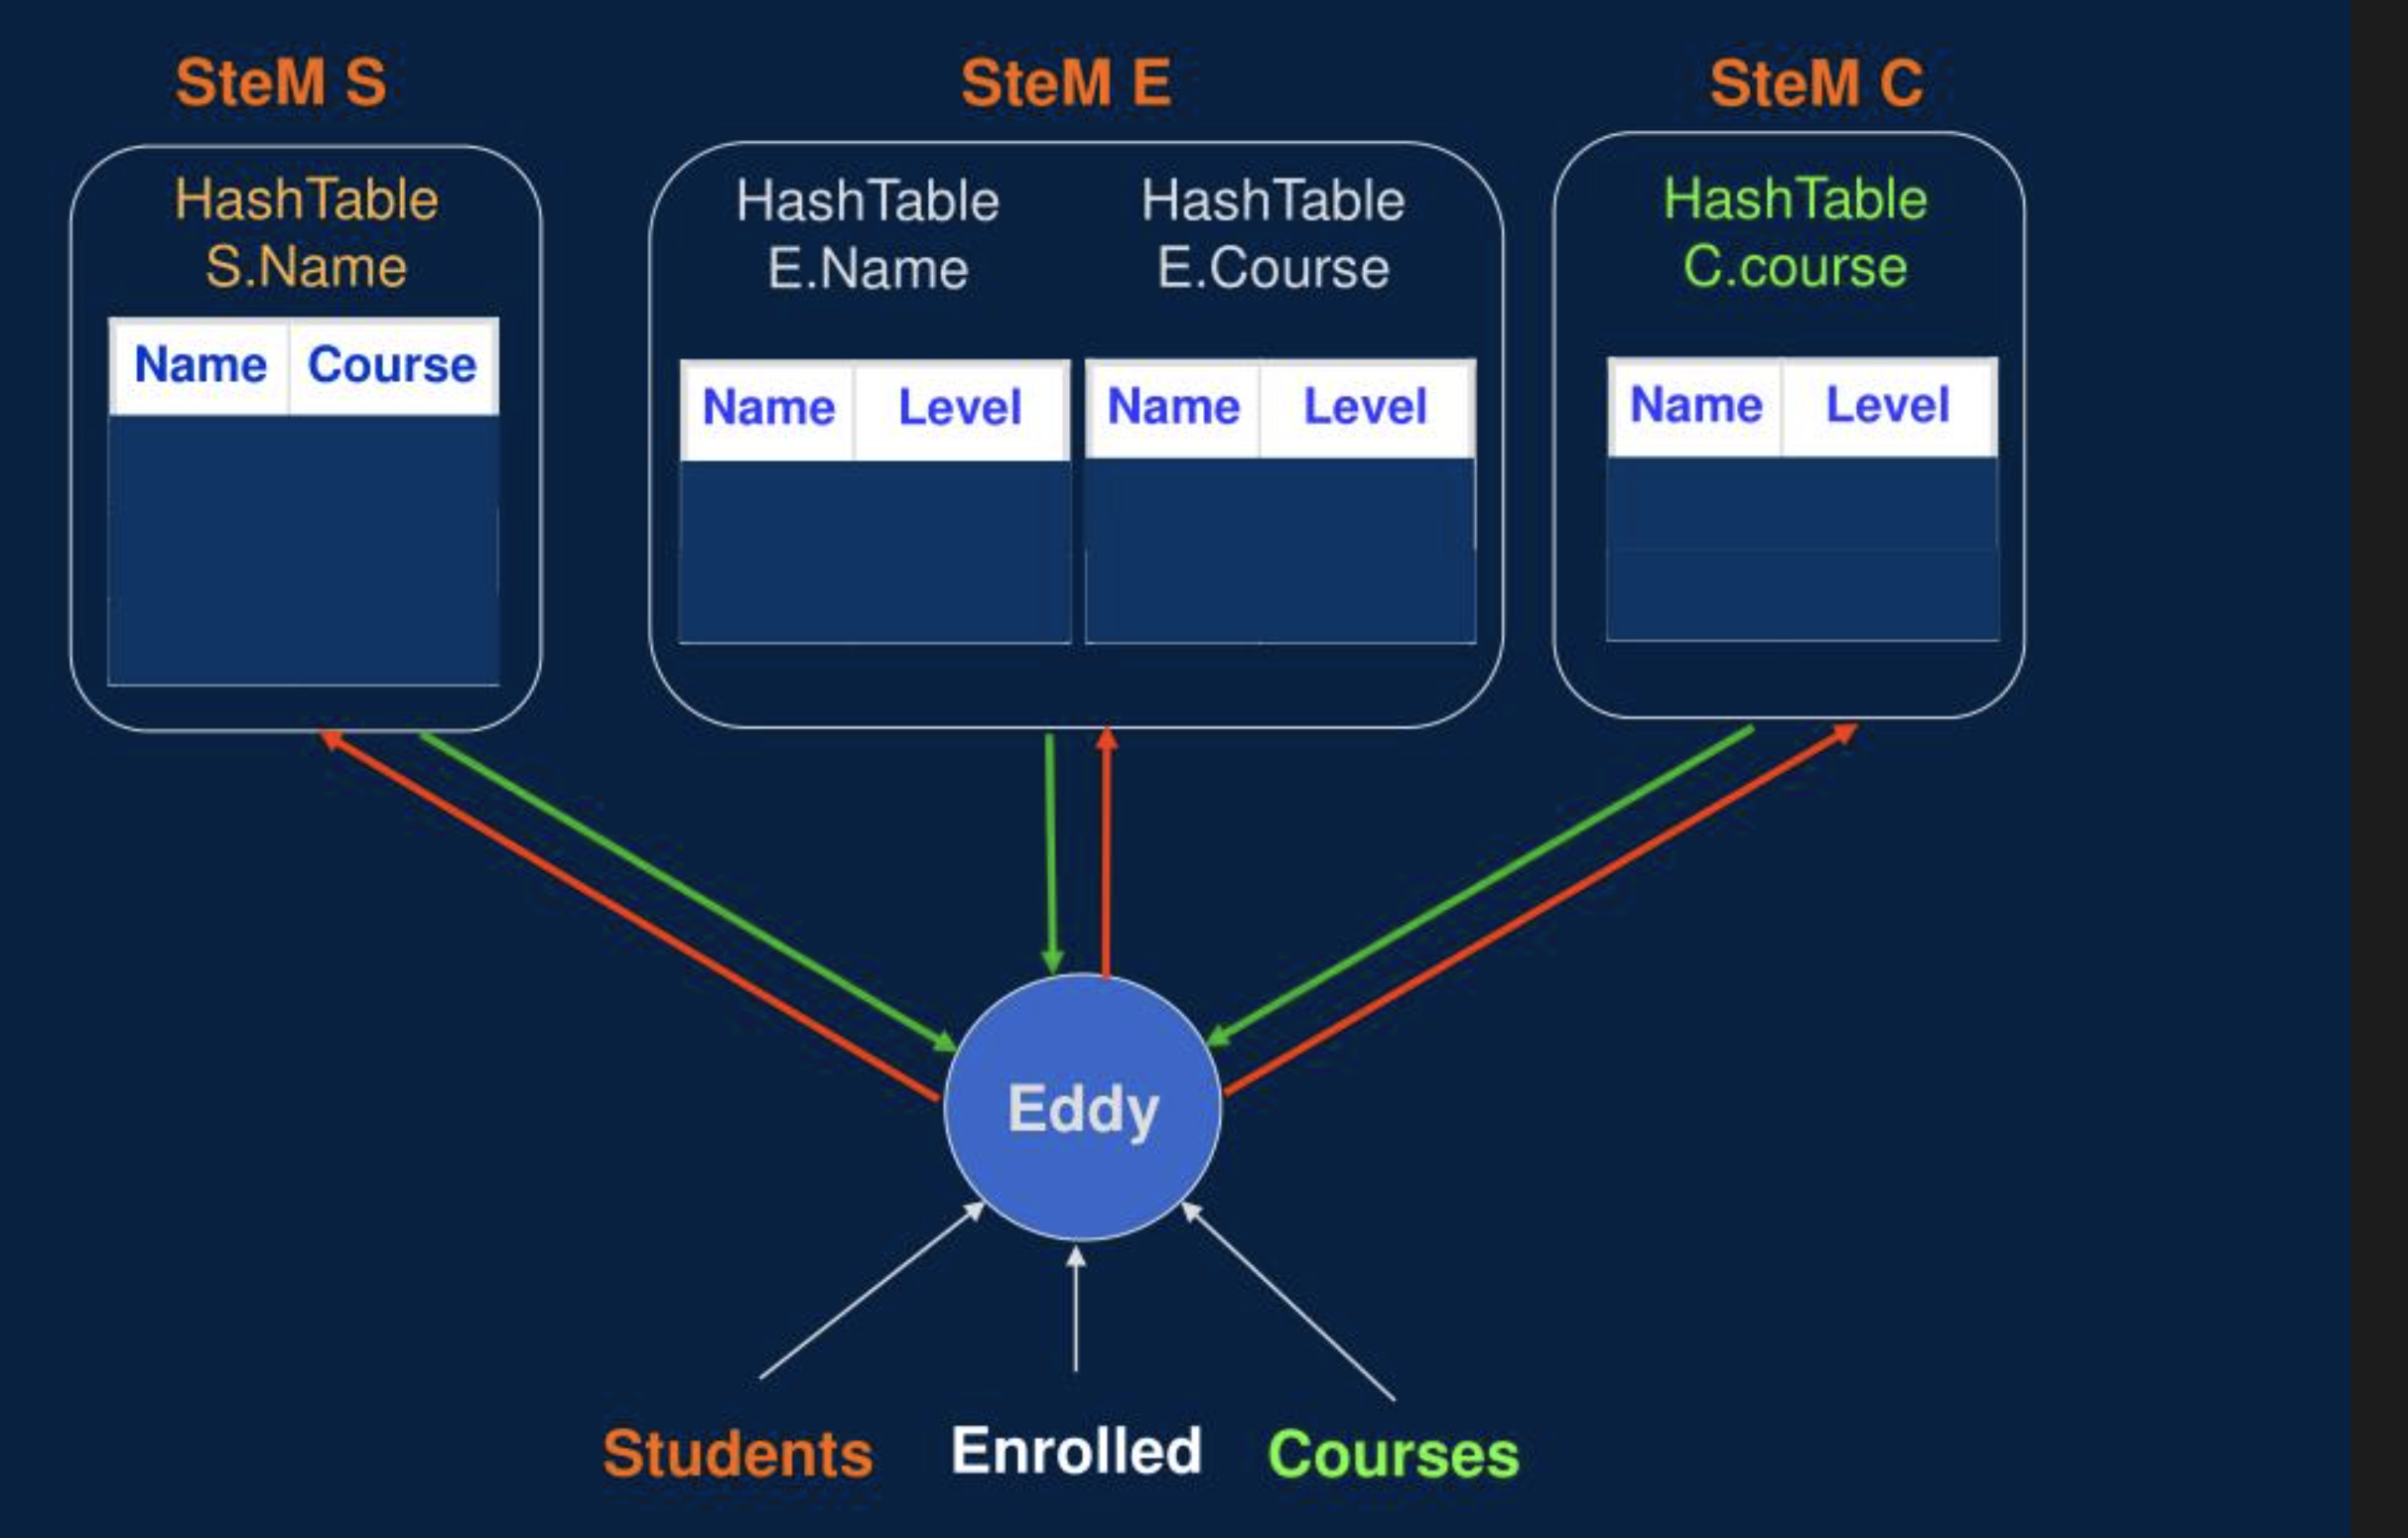 SteM S
SteM E
SteM C
HashTable
S.Name
HashTable
E.Name
HashTable
E.Course
HashTable
C.course
Name Course
Name Level
Name Level
Name Level
Eddy
Students
Enrolled
Courses